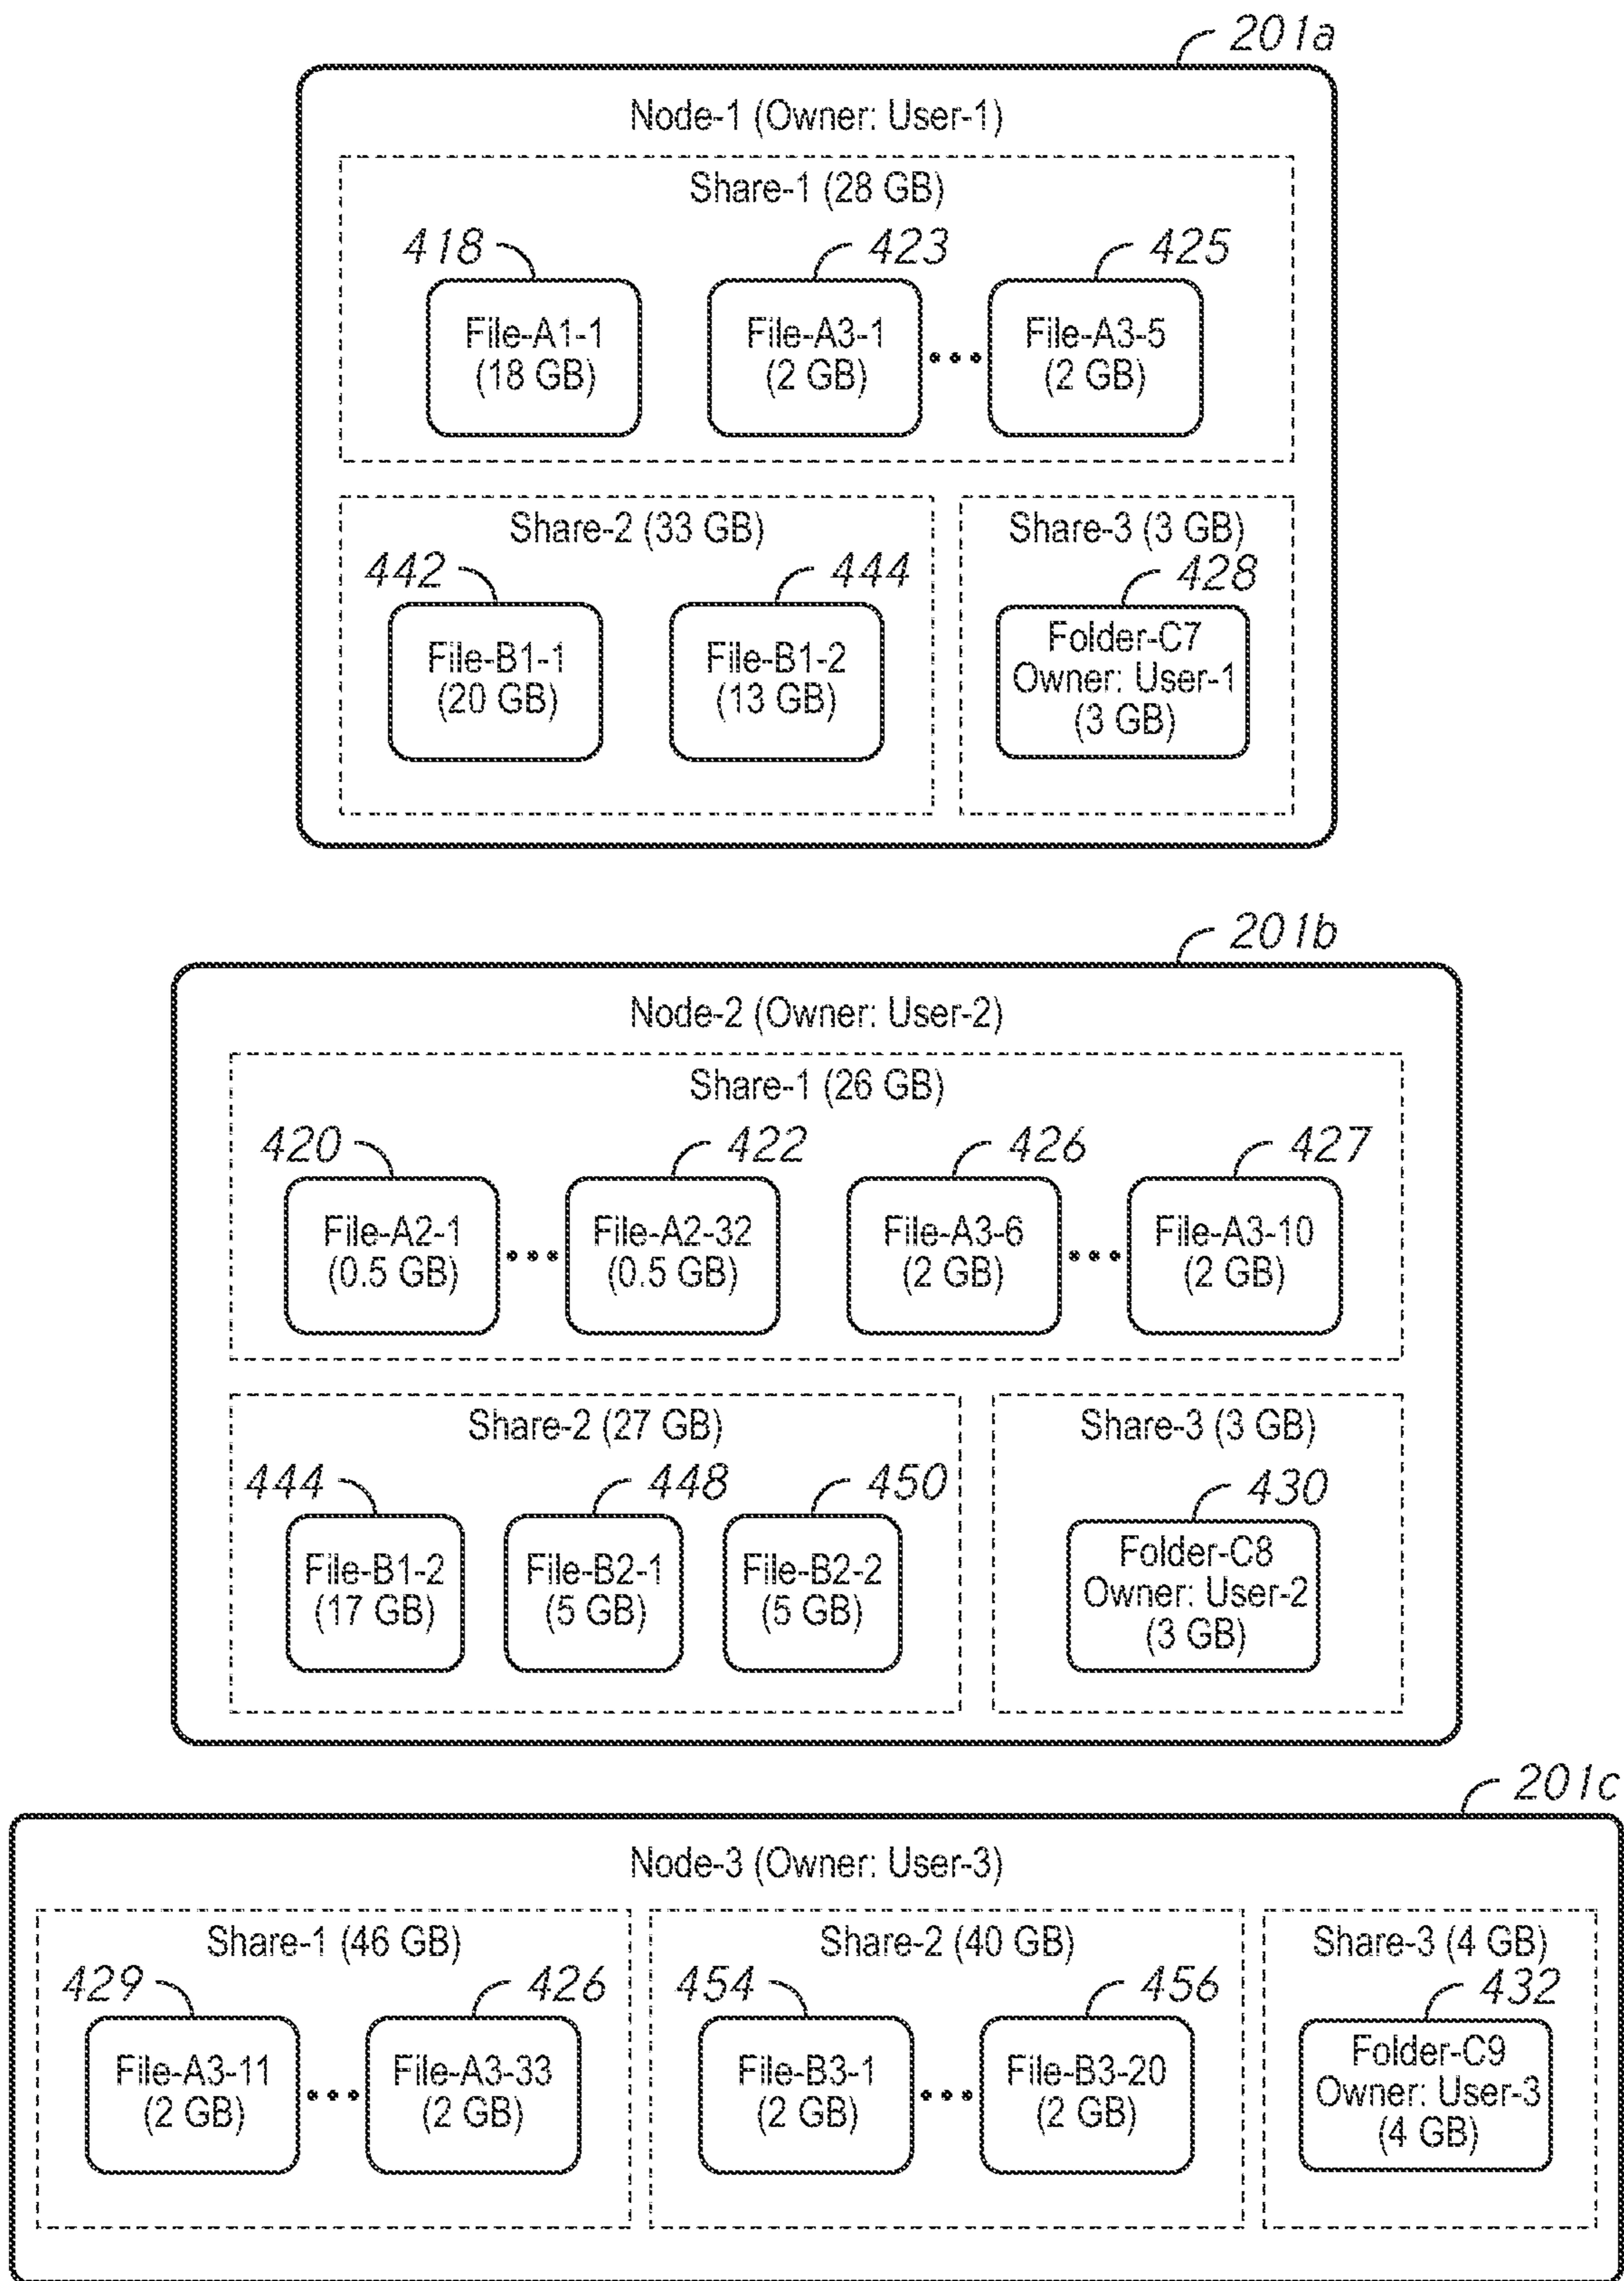 201a
Node-1 (Owner: User-1)
Share-1 (28 GB)
418
423
425
File-A1-1
(18 GB)
File-A3-1
(2 GB)
File-A3-5
(2 GB)
Share-2 (33 GB)
442
444
File-B1-1
(20 GB)
File-B1-2
(13 GB)
Share-3 (3 GB)
428
Folder-C7
Owner: User-1
(3 GB)
201b
Node-2 (Owner: User-2)
Share-1 (26 GB)
420
422
426
427
File-A2-1
(0.5 GB)
File-A2-32
(0.5 GB)
File-A3-6
(2 GB)
File-A3-10
(2 GB)
Share-2 (27 GB)
444
448
450
File-B1-2
(17 GB)
File-B2-1
(5 GB)
File-B2-2
(5 GB)
Share-3 (3 GB)
430
Folder-C8
Owner: User-2
(3 GB)
201c
Node-3 (Owner: User-3)
Share-1 (46 GB)
429
426
File-A3-11
(2 GB)
File-A3-33
(2 GB)
Share-2 (40 GB)
454
456
File-B3-1
(2 GB)
File-B3-20
(2 GB)
Share-3 (4 GB)
432
Folder-C9
Owner: User-3
(4 GB)